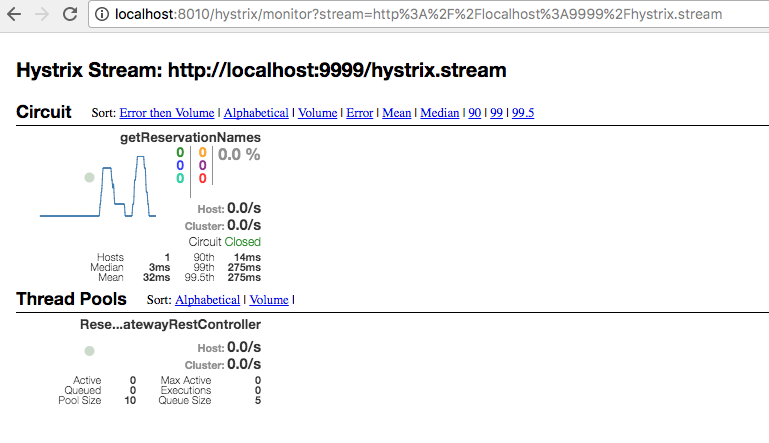 localhost:8010/hystrix/monitor?stream=http%3A%2F%2Flocalhost%3A9999%2Fhystrix.stream
Hystrix Stream: http://localhost:9999/hystrix.stream
Circuit Sort: Error then Volume | Alphabetical | Volume | Error | Mean | Median | 90 | 99 | 99.5
getReservationNames
0 0 0.0 %
0 0
0 0
Host: 0.0/s
Cluster: 0.0/s
Circuit Closed
Hosts 1 90th 14ms
Median 3ms 99th 275ms
Mean 32ms 99.5th 275ms
Thread Pools Sort: Alphabetical | Volume |
Rese...atewayRestController
Host: 0.0/s
Cluster: 0.0/s
Active 0 Max Active 0
Queued 0 Executions 0
Pool Size 10 Queue Size 5